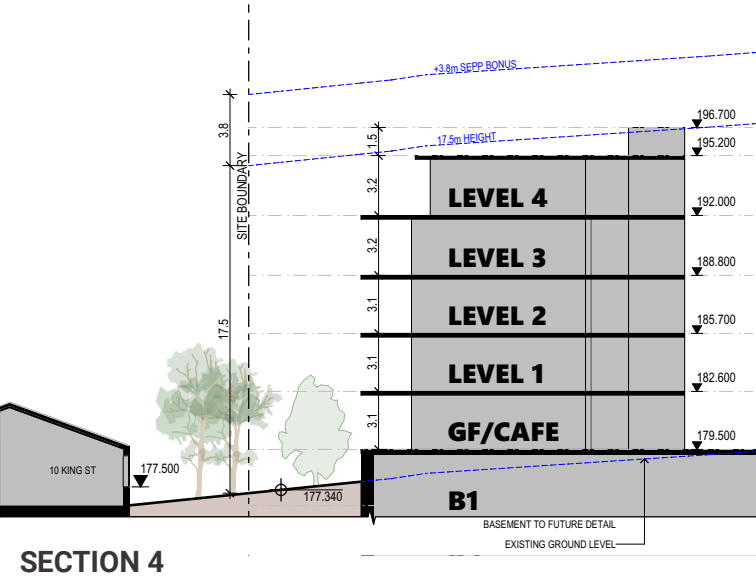 +3.8m SEPP BONUS
196.700
3.8
1.5
17.5m HEIGHT
195.200
SITE BOUNDARY
3.2
LEVEL 4
192.000
3.2
LEVEL 3
188.800
17.5
3.1
LEVEL 2
185.700
3.1
LEVEL 1
182.600
3.1
GF/CAFE
179.500
10 KING ST
177.500
177.340
B1
BASEMENT TO FUTURE DETAIL
EXISTING GROUND LEVEL
SECTION 4